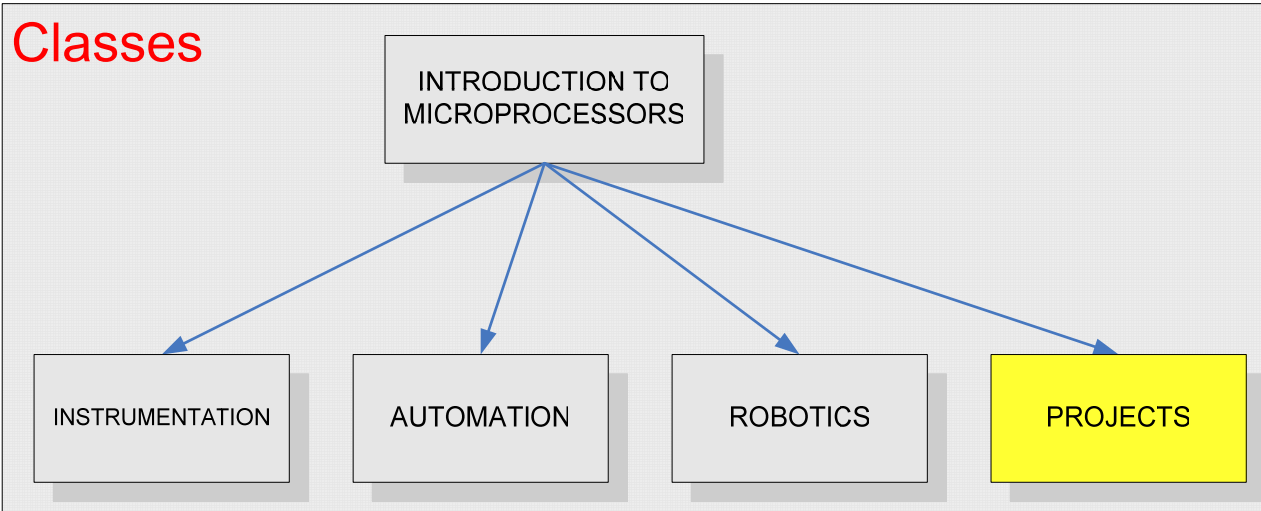 Classes
INTRODUCTION TO
MICROPROCESSORS
INSTRUMENTATION
AUTOMATION
ROBOTICS
PROJECTS